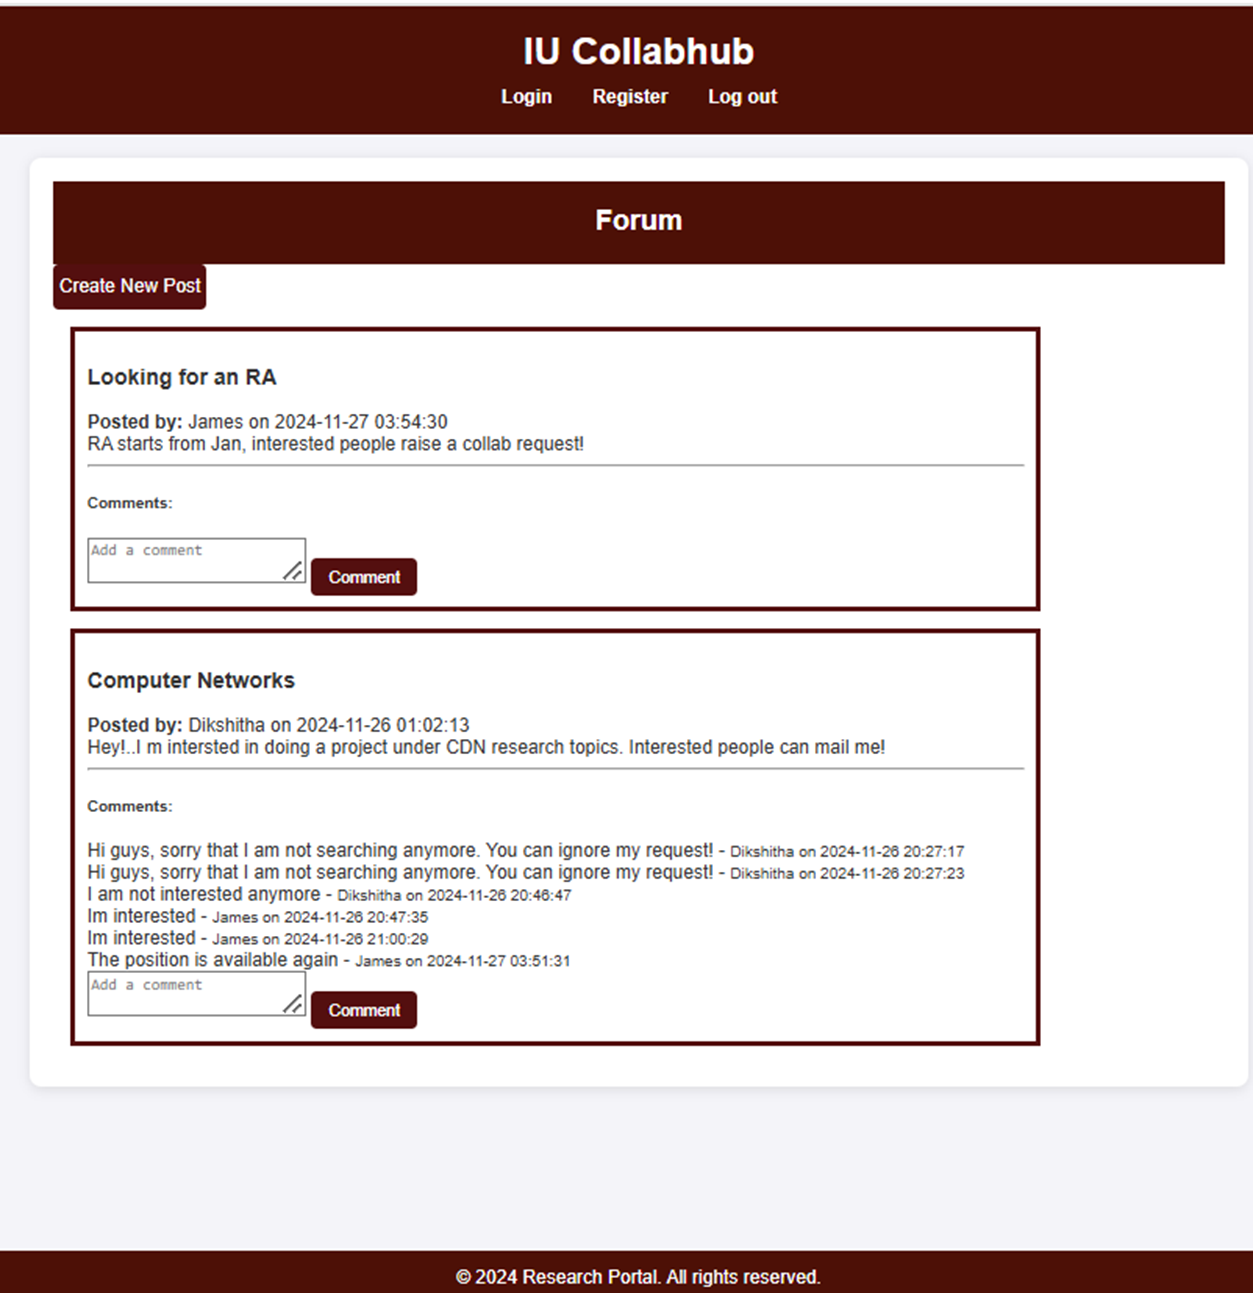 IU Collabhub
Login Register Log out
Forum
Create New Post
Looking for an RA
Posted by: James on 2024-11-27 03:54:30
RA starts from Jan, interested people raise a collab request!
Comments:
Add a comment
Comment
Computer Networks
Posted by: Dikshitha on 2024-11-26 01:02:13
Hey!..I m intersted in doing a project under CDN research topics. Interested people can mail me!
Comments:
Hi guys, sorry that I am not searching anymore. You can ignore my request! - Dikshitha on 2024-11-26 20:27:17
Hi guys, sorry that I am not searching anymore. You can ignore my request! - Dikshitha on 2024-11-26 20:27:23
I am not interested anymore - Dikshitha on 2024-11-26 20:46:47
Im interested - James on 2024-11-26 20:47:35
Im interested - James on 2024-11-26 21:00:29
The position is available again - James on 2024-11-27 03:51:31
Add a comment
Comment
© 2024 Research Portal. All rights reserved.